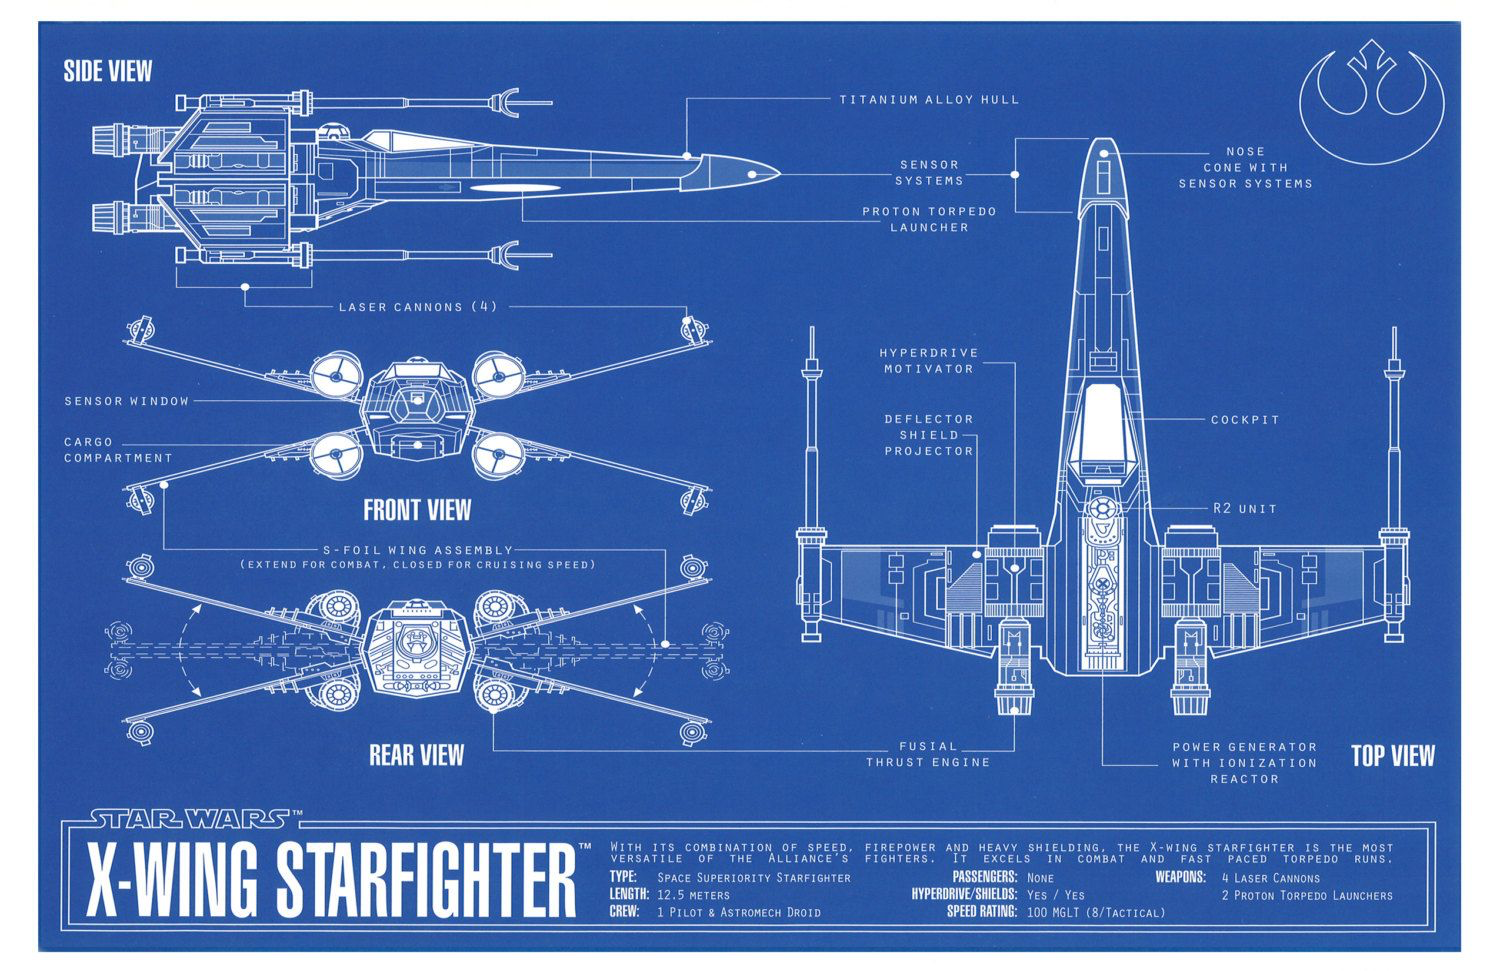 SIDE VIEW
TITANIUM ALLOY HULL
SENSOR
SYSTEMS
NOSE
CONE WITH
SENSOR SYSTEMS
PROTON TORPEDO
LAUNCHER
LASER CANNONS (4)
HYPERDRIVE
MOTIVATOR
SENSOR WINDOW
DEFLECTOR
SHIELD
PROJECTOR
COCKPIT
CARGO
COMPARTMENT
FRONT VIEW
R2 UNIT
S-FOIL WING ASSEMBLY
(EXTEND FOR COMBAT, CLOSED FOR CRUISING SPEED)
REAR VIEW
FUSIAL
THRUST ENGINE
POWER GENERATOR
WITH IONIZATION
REACTOR
TOP VIEW
STAR WARS™
X-WING STARFIGHTER™
WITH ITS COMBINATION OF SPEED, FIREPOWER AND HEAVY SHIELDING, THE X-WING STARFIGHTER IS THE MOST
VERSATILE OF THE ALLIANCE'S FIGHTERS. IT EXCELS IN COMBAT AND FAST PACED TORPEDO RUNS.
TYPE: SPACE SUPERIORITY STARFIGHTER
LENGTH: 12.5 METERS
CREW: 1 PILOT & ASTROMECH DROID
PASSENGERS: NONE
HYPERDRIVE/SHIELDS: YES / YES
SPEED RATING: 100 MGLT (8/TACTICAL)
WEAPONS: 4 LASER CANNONS
2 PROTON TORPEDO LAUNCHERS